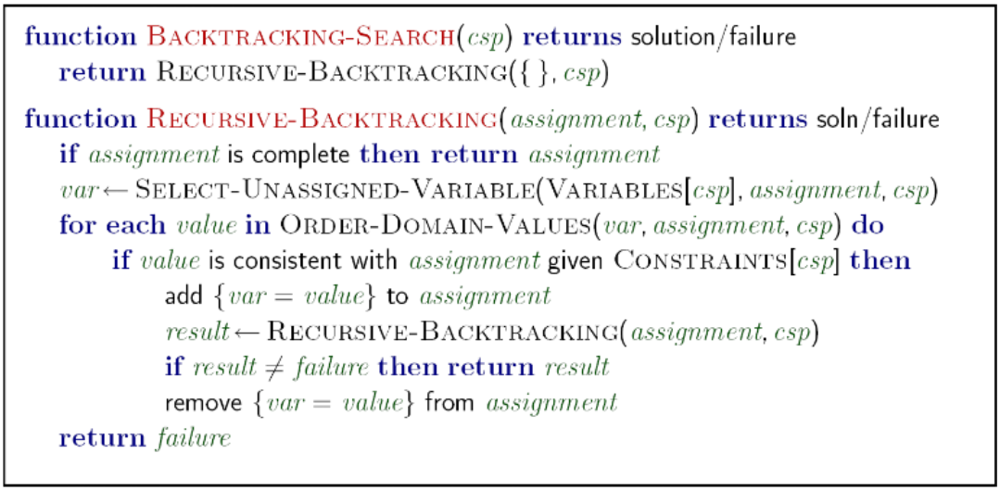 function BACKTRACKING-SEARCH(csp) returns solution/failure
return RECURSIVE-BACKTRACKING({ }, csp)
function RECURSIVE-BACKTRACKING(assignment, csp) returns soln/failure
if assignment is complete then return assignment
var ← SELECT-UNASSIGNED-VARIABLE(VARIABLES[csp], assignment, csp)
for each value in ORDER-DOMAIN-VALUES(var, assignment, csp) do
if value is consistent with assignment given CONSTRAINTS[csp] then
add {var = value} to assignment
result ← RECURSIVE-BACKTRACKING(assignment, csp)
if result ≠ failure then return result
remove {var = value} from assignment
return failure